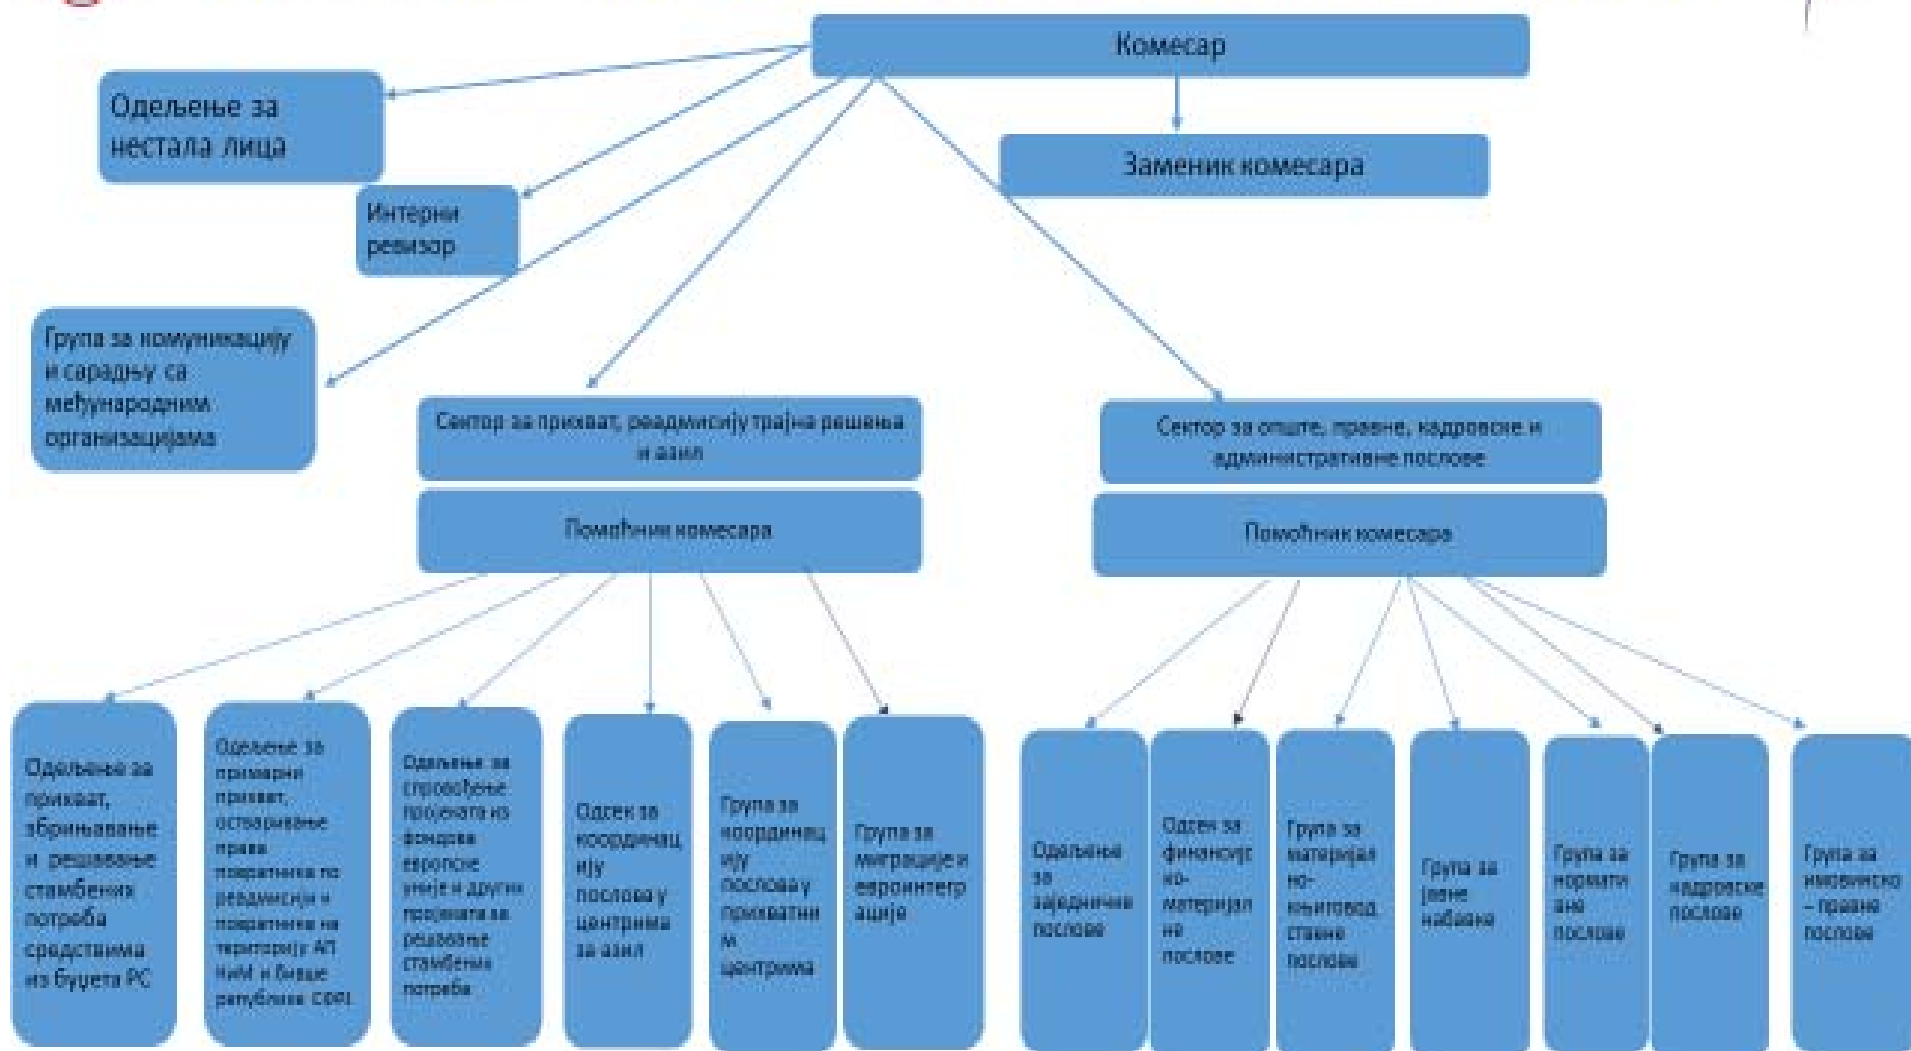 Комесар
Одељење за
нестала лица
Заменик комесара
Интерни
ревизор
Група за комуникацију
и сарадњу са
међународним
организацијама
Сектор за прихват, реадмисију трајна решења
и азил
Сектор за опште, правне, кадровске и
административне послове
Помоћник комесара
Помоћник комесара
Одељење за
прихват,
збрињавање
и решавање
стамбених
потреба
средствима
из буџета РС
Одељење за
примарни
прихват,
остваривање
права
повратника по
реадмисији и
повратника на
територију АП
КиМ и бивше
републике
Одељење за
спровођење
пројеката из
фондова
европске
уније и других
пројеката за
решавање
стамбених
потреба
Одсек за
координац
ију
послова у
центрима
за азил
Група за
координац
ију
послова у
прихватни
м
центрима
Група за
миграције и
евроинтегр
ације
Одељење
за
заједничке
послове
Одсек за
финансијс
ко-
материјал
не
послове
Група за
материјал
но-
књиговод
ствене
послове
Група за
јавне
набавке
Група за
нормати
вне
послове
Група за
кадровске
послове
Група за
имовинско
– правне
послове